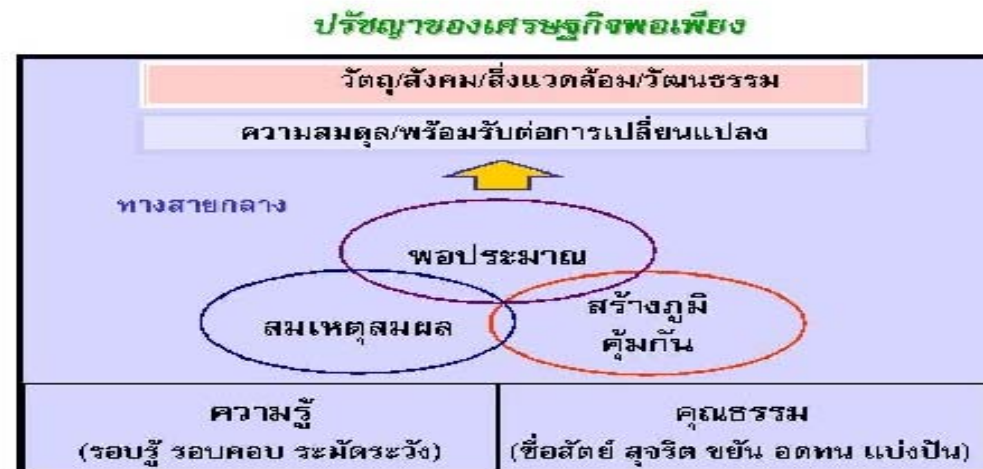 ปรัชญาของเศรษฐกิจพอเพียง
วัตถุ/สังคม/สิ่งแวดล้อม/วัฒนธรรม
ความสมดุล/พร้อมรับต่อการเปลี่ยนแปลง
ทางสายกลาง
พอประมาณ
สมเหตุสมผล
สร้างภูมิ
คุ้มกัน
ความรู้
(รอบรู้ รอบคอบ ระมัดระวัง)
คุณธรรม
(ซื่อสัตย์ สุจริต ขยัน อดทน แบ่งปัน)